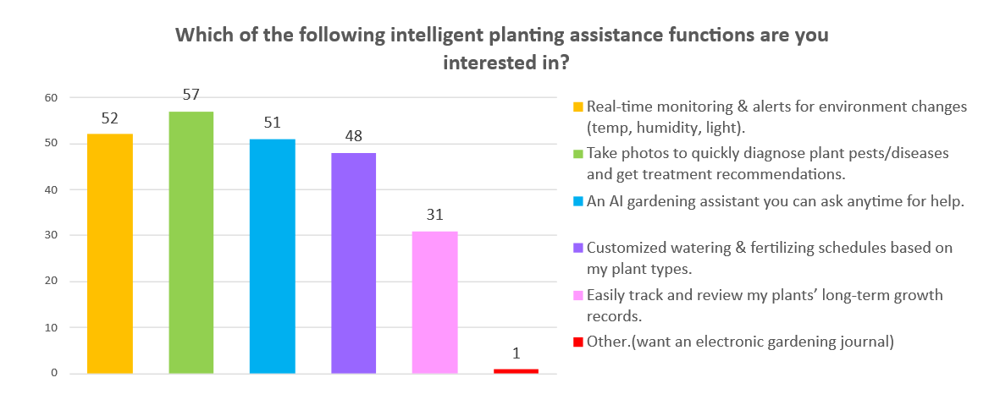 Which of the following intelligent planting assistance functions are you
interested in?
60
50
40
30
20
10
0
52
57
51
48
31
1
Real-time monitoring & alerts for environment changes
(temp, humidity, light).
Take photos to quickly diagnose plant pests/diseases
and get treatment recommendations.
An AI gardening assistant you can ask anytime for help.
Customized watering & fertilizing schedules based on
my plant types.
Easily track and review my plants’ long-term growth
records.
Other.(want an electronic gardening journal)